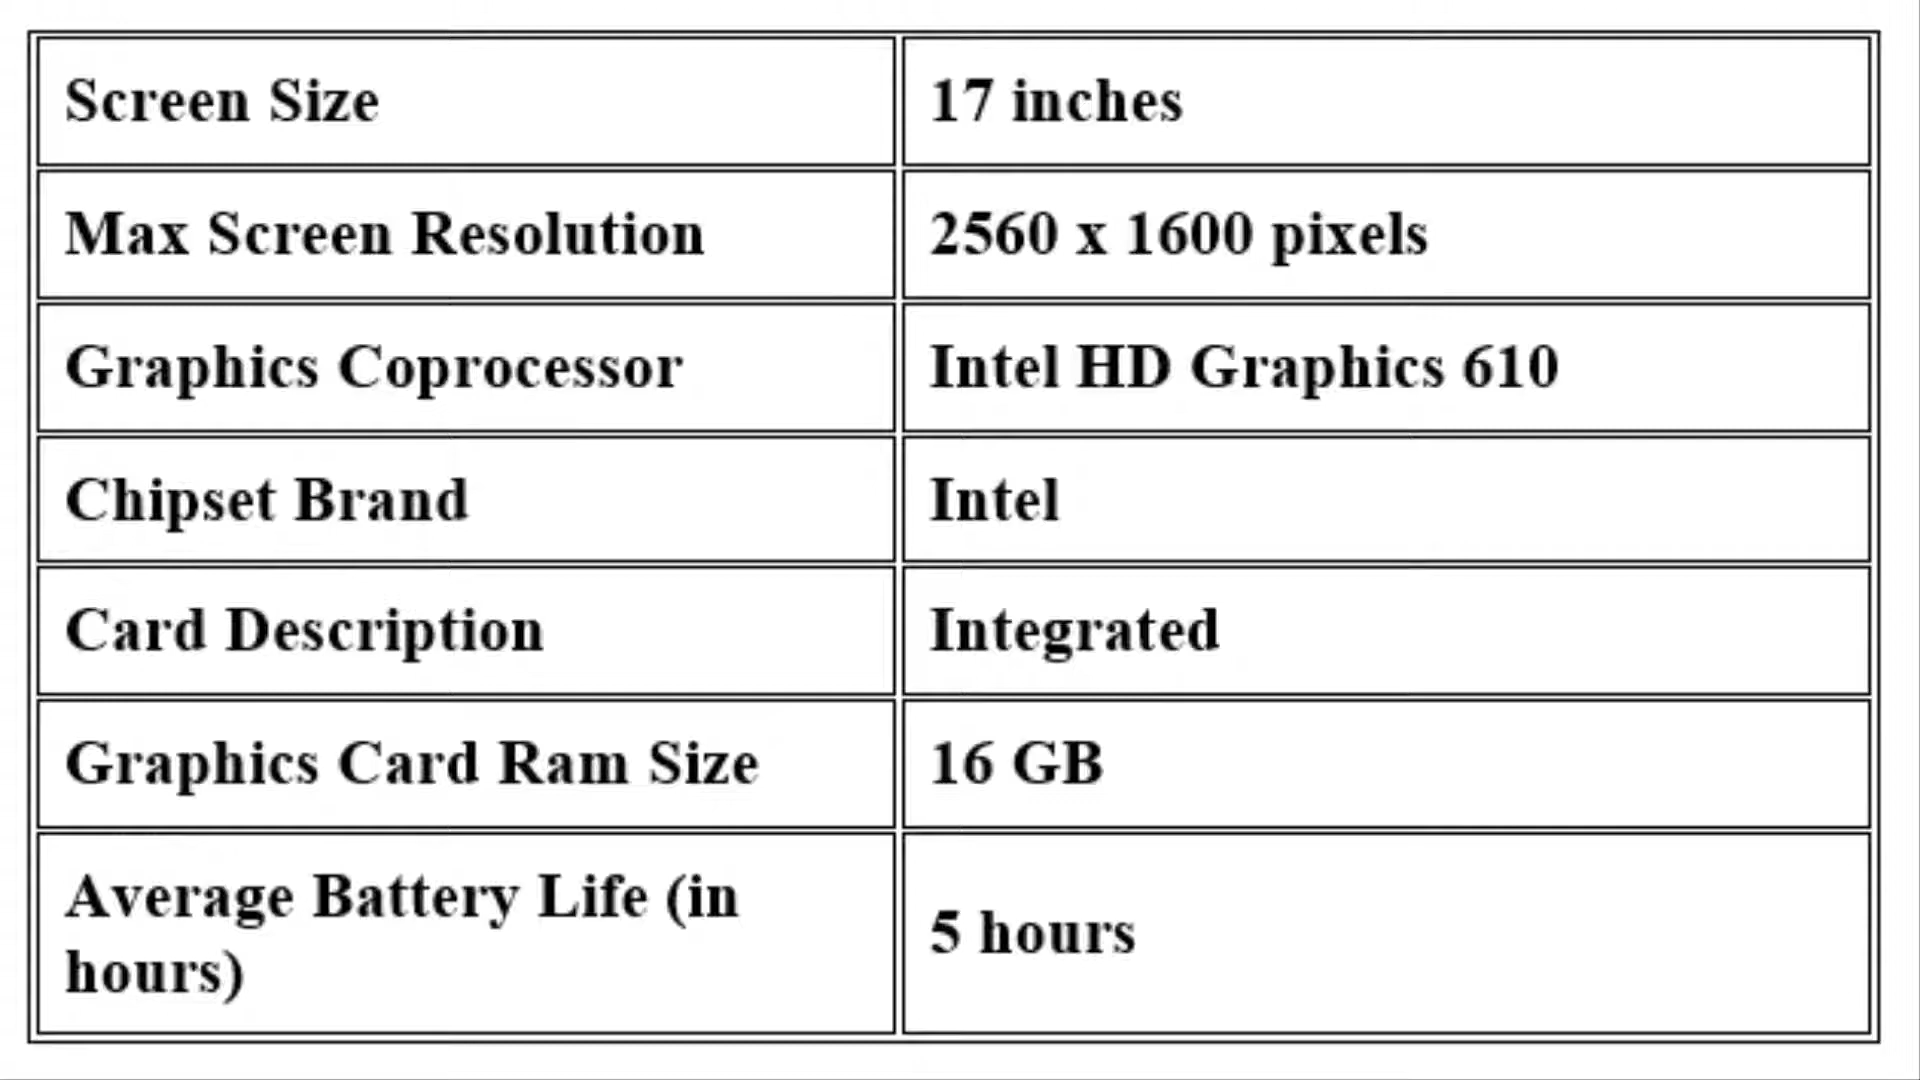 Screen Size
17 inches
Max Screen Resolution
2560 x 1600 pixels
Graphics Coprocessor
Intel HD Graphics 610
Chipset Brand
Intel
Card Description
Integrated
Graphics Card Ram Size
16 GB
Average Battery Life (in
hours)
5 hours